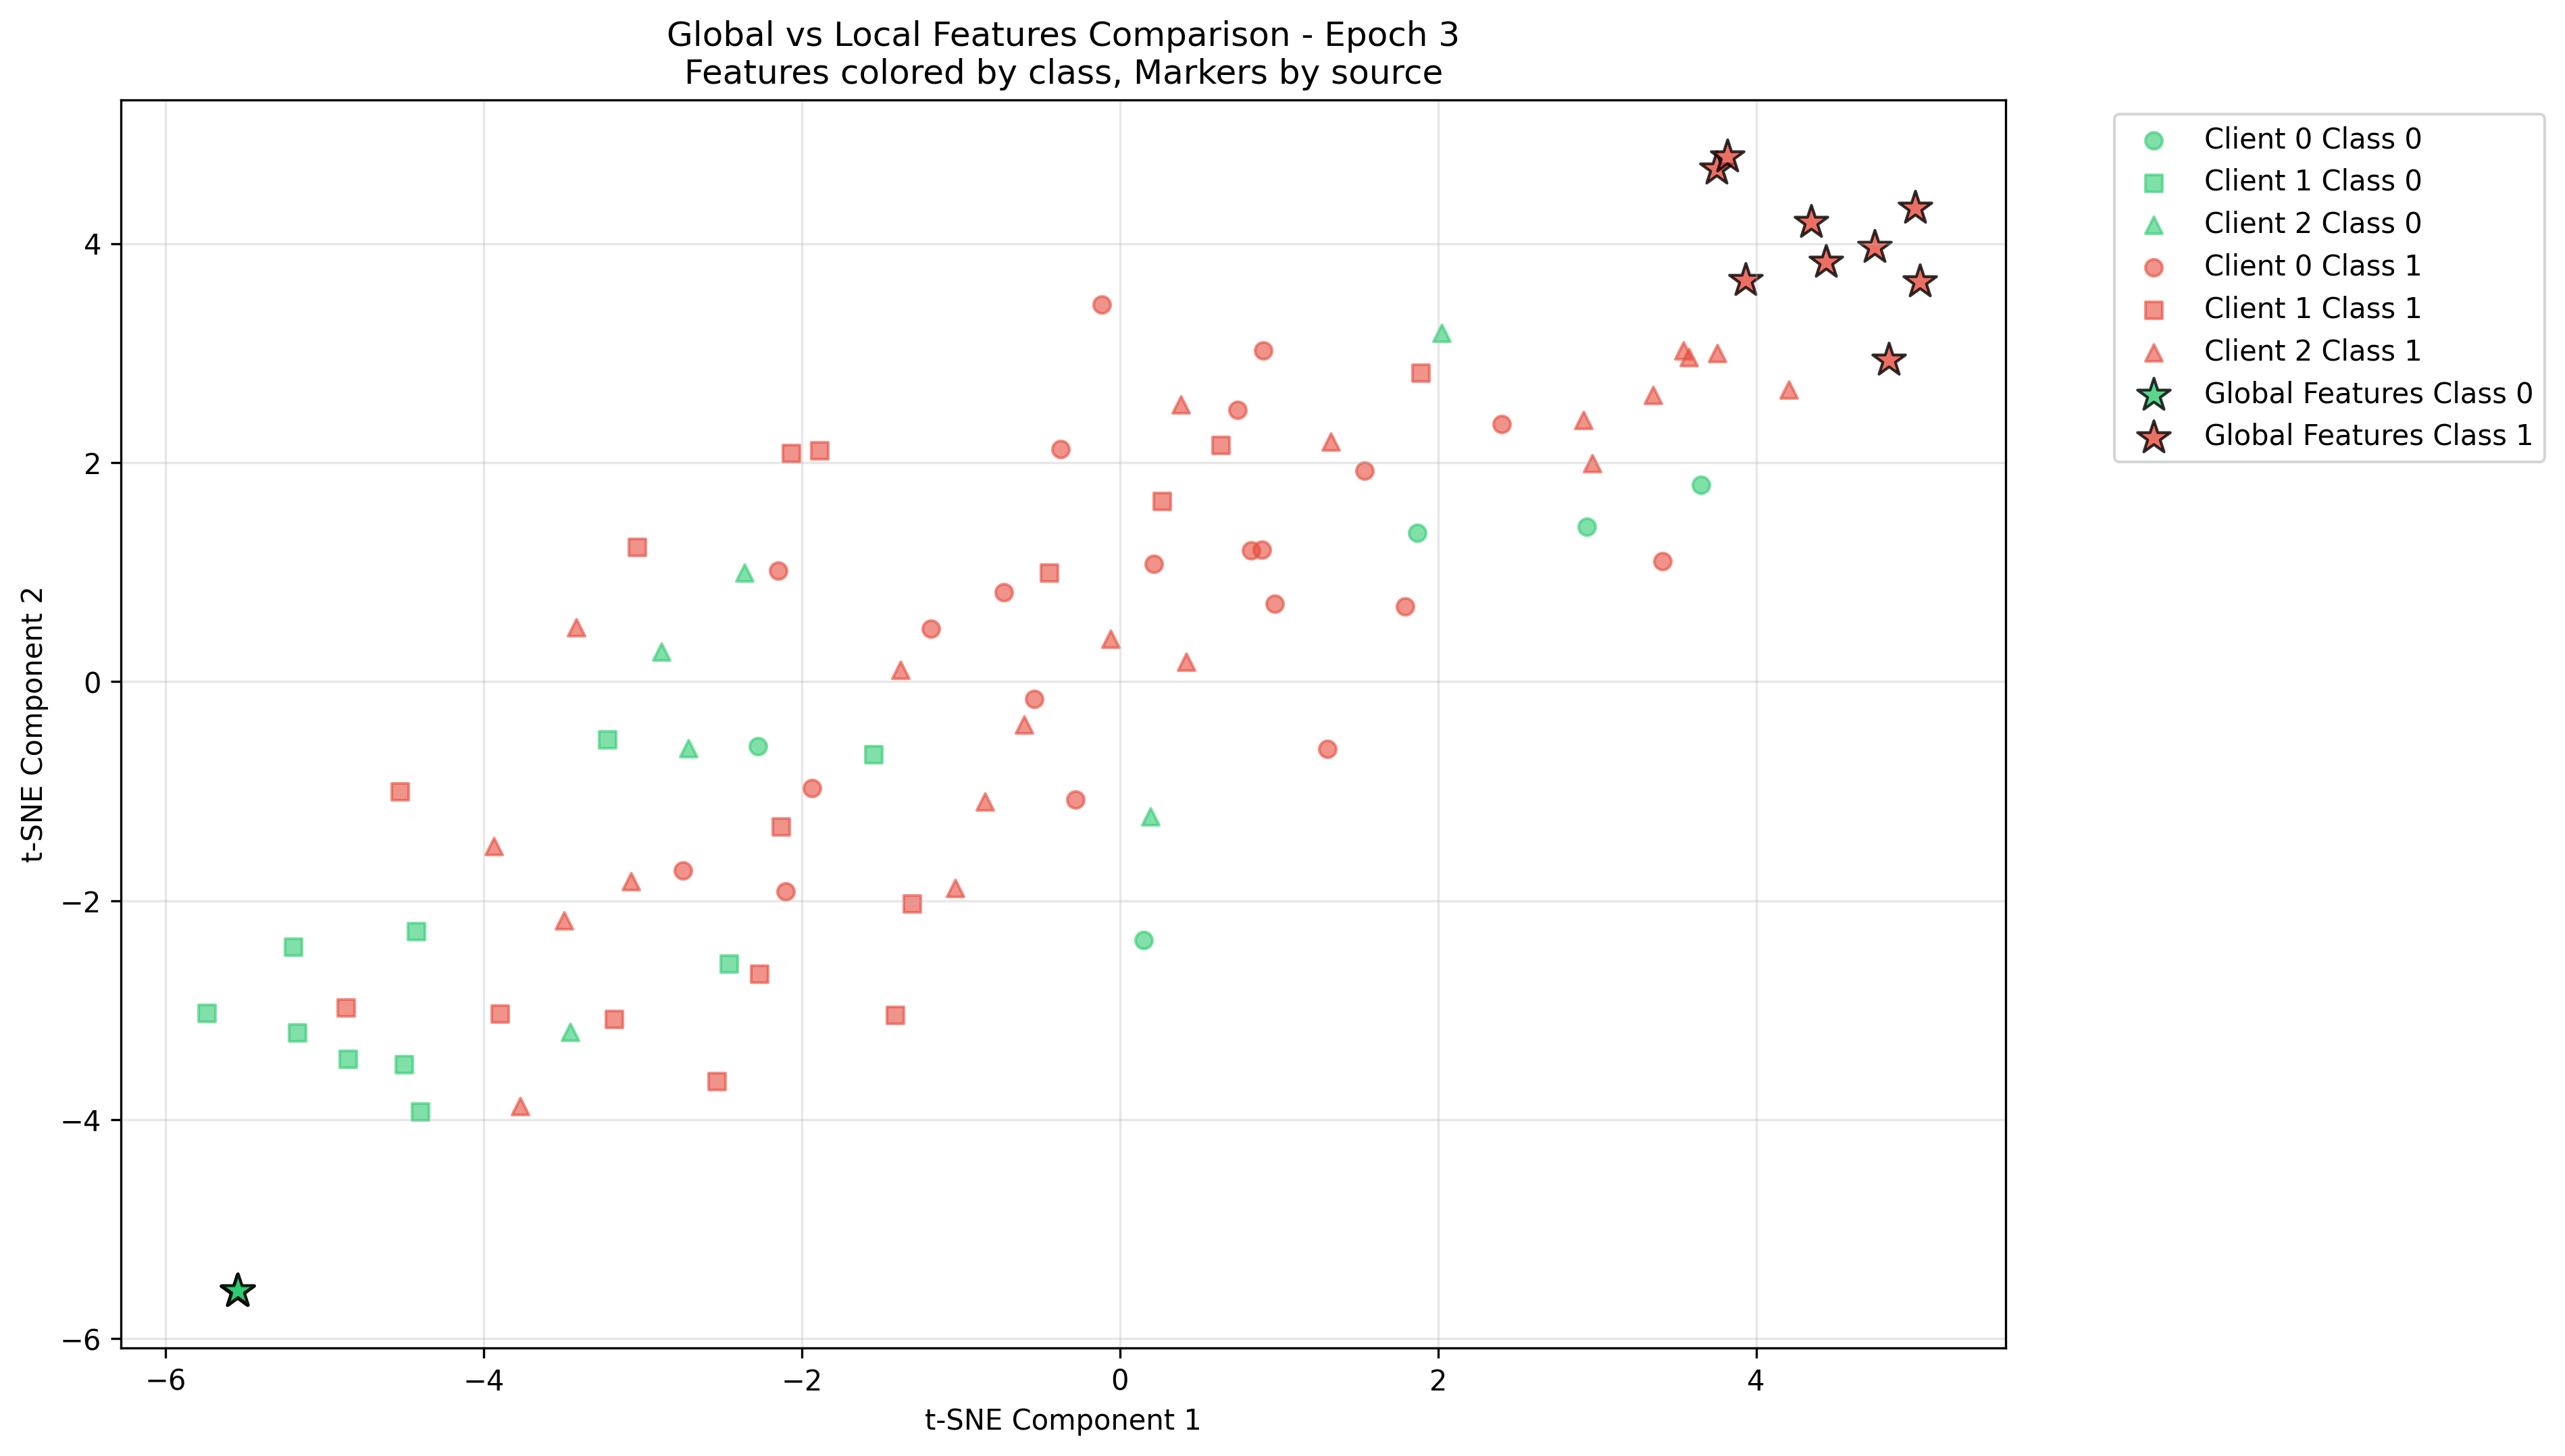 Global vs Local Features Comparison - Epoch 3
Features colored by class, Markers by source
t-SNE Component 2
4
2
0
−2
−4
−6
−6
−4
−2
0
2
4
t-SNE Component 1
Client 0 Class 0
Client 1 Class 0
Client 2 Class 0
Client 0 Class 1
Client 1 Class 1
Client 2 Class 1
Global Features Class 0
Global Features Class 1